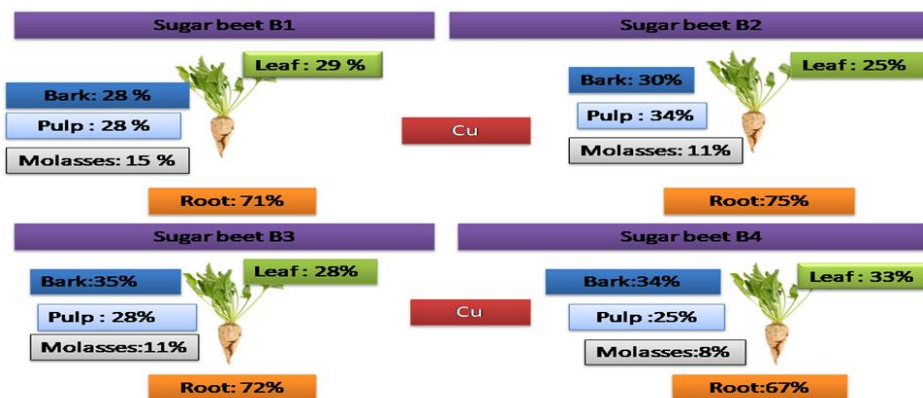 Sugar beet B1
Leaf : 29 %
Bark: 28 %
Pulp : 28 %
Molasses: 15 %
Root: 71%
Sugar beet B2
Leaf : 25%
Bark: 30%
Pulp : 34%
Molasses: 11%
Root:75%
Cu
Sugar beet B3
Leaf : 28%
Bark:35%
Pulp : 28%
Molasses:11%
Root: 72%
Sugar beet B4
Leaf : 33%
Bark:34%
Pulp :25%
Molasses:8%
Root:67%
Cu